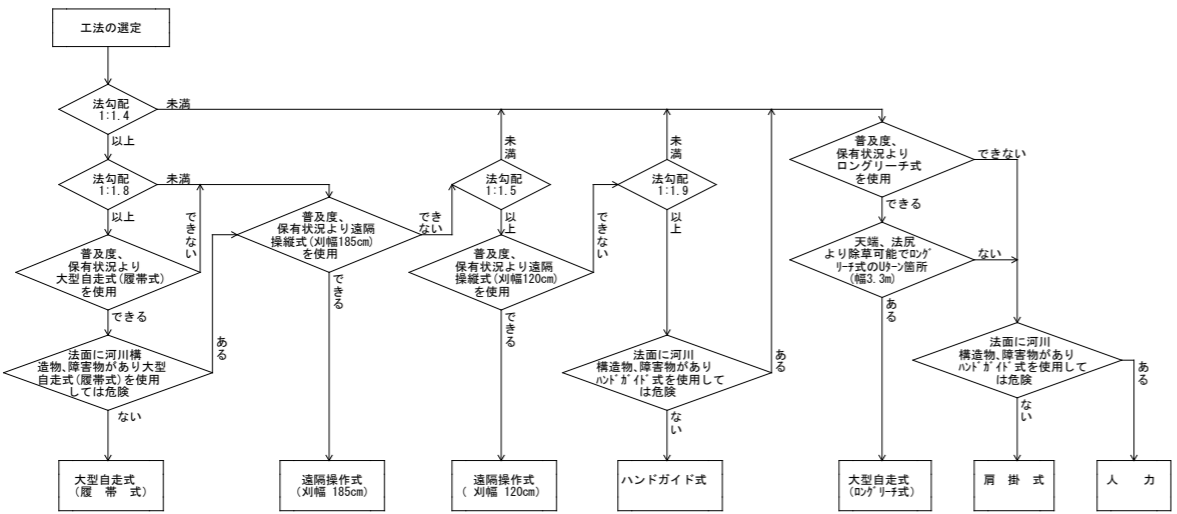 工法の選定
法勾配
1:1.4
未満
以上
法勾配
1:1.8
未満
以上
普及度、
保有状況より
大型自走式(履帯式)
を使用
できない
できる
法面に河川構
造物、障害物があり大型
自走式(履帯式)を使用
しては危険
ある
ない
大型自走式
(履 帯 式)
普及度、
保有状況より遠隔
操縦式(刈幅185cm)
を使用
できない
できる
遠隔操作式
(刈幅 185cm)
未満
法勾配
1:1.5
以上
普及度、
保有状況より遠隔
操縦式(刈幅120cm)
を使用
できない
できる
遠隔操作式
( 刈幅 120cm)
未満
法勾配
1:1.9
以上
法面に河川
構造物、障害物があり
ハンドガイド式を使用して
は危険
ある
ない
ハンドガイド式
普及度、
保有状況より
ロングリーチ式
を使用
できない
できる
天端、法尻
より除草可能でロング
リーチ式のUターン箇所
(幅3.3m)
ない
ある
大型自走式
(ロングリーチ式)
法面に河川
構造物、障害物があり
ハンドガイド式を使用して
は危険
ある
ない
肩 掛 式
人 力